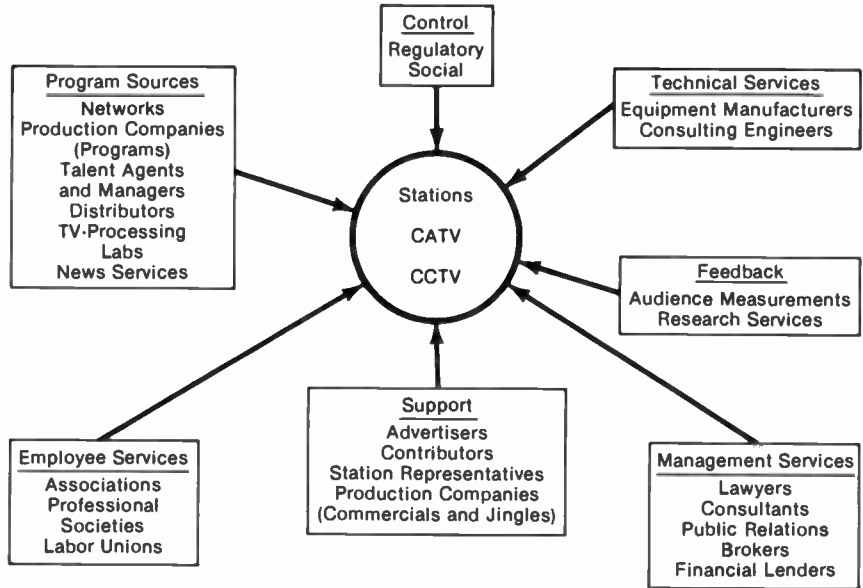 Control
Regulatory
Social
Program Sources
Networks
Production Companies
(Programs)
Talent Agents
and Managers
Distributors
TV-Processing
Labs
News Services
Technical Services
Equipment Manufacturers
Consulting Engineers
Stations
CATV
CCTV
Feedback
Audience Measurements
Research Services
Employee Services
Associations
Professional
Societies
Labor Unions
Support
Advertisers
Contributors
Station Representatives
Production Companies
(Commercials and Jingles)
Management Services
Lawyers
Consultants
Public Relations
Brokers
Financial Lenders